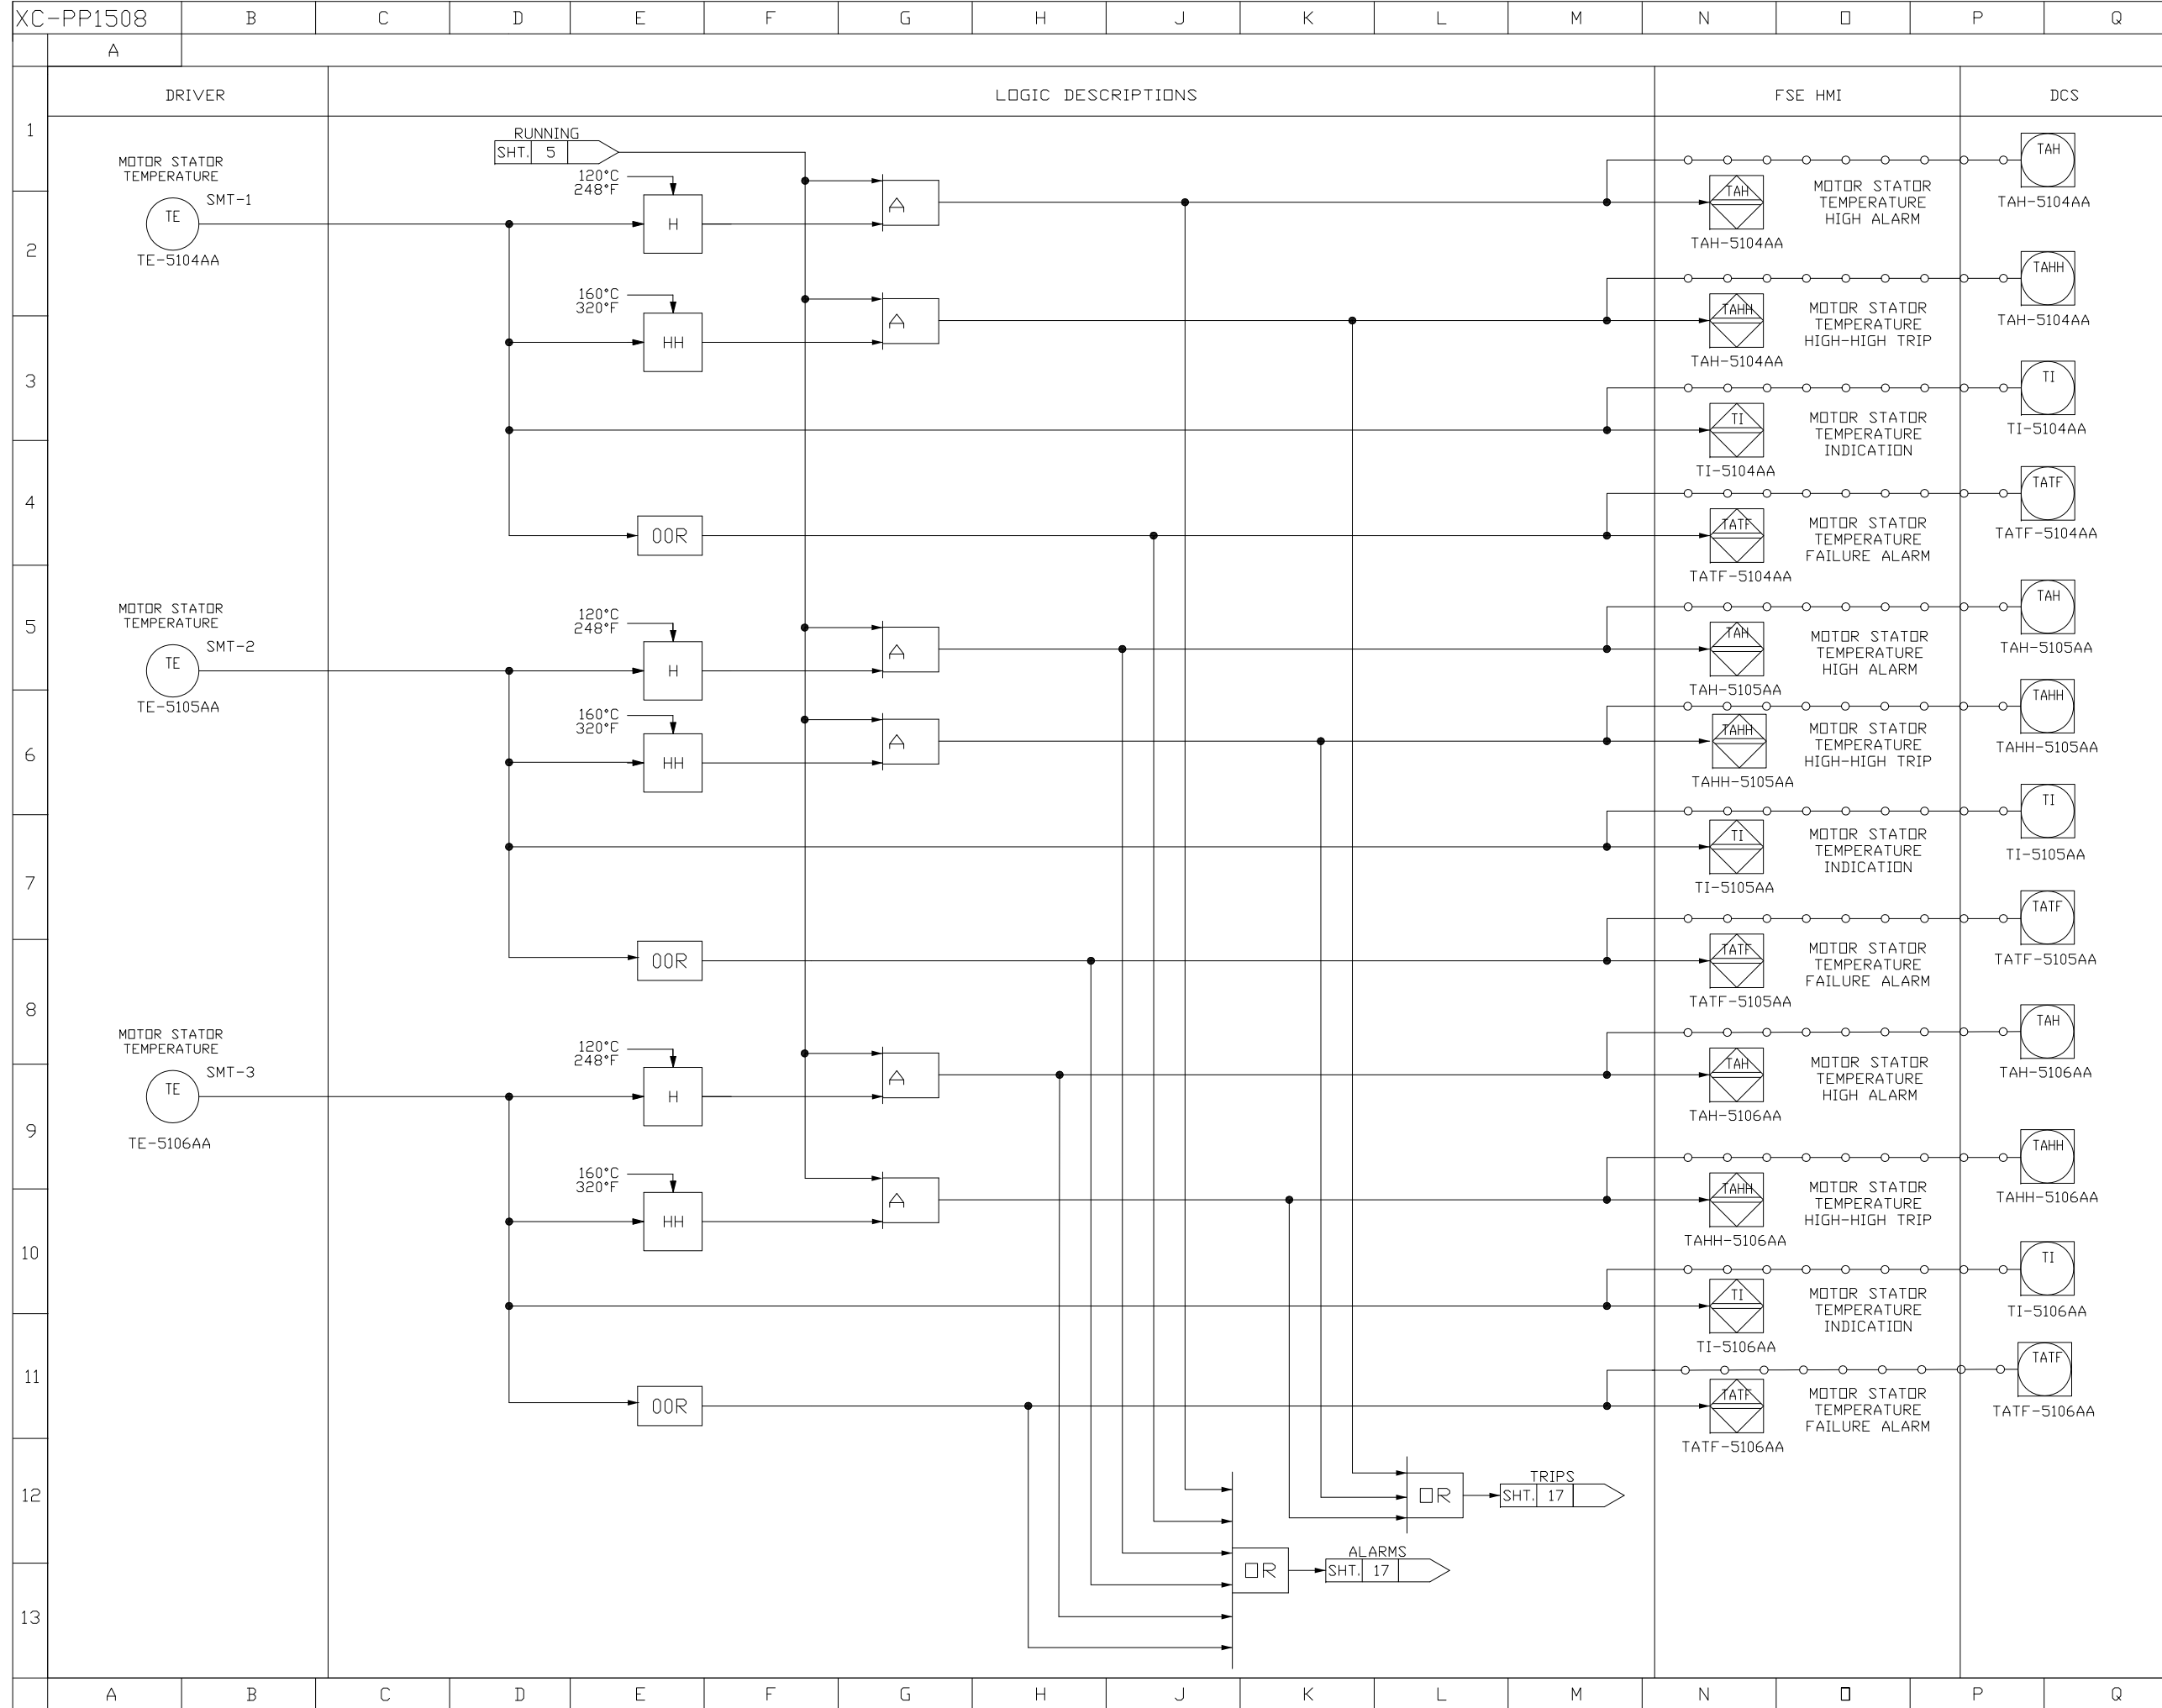 XC-PP1508 B C D E F G H J K L M N O P Q
A
DRIVER LOGIC DESCRIPTIONS FSE HMI DCS
1
RUNNING
SHT. 5
MOTOR STATOR
TEMPERATURE
SMT-1
TE
TE-5104AA
120°C
248°F
H
A
TAH
TAH-5104AA
MOTOR STATOR
TEMPERATURE
HIGH ALARM
TAH
TAH-5104AA
2
160°C
320°F
HH
A
TAHH
TAH-5104AA
MOTOR STATOR
TEMPERATURE
HIGH-HIGH TRIP
TAHH
TAH-5104AA
3
TI
TI-5104AA
MOTOR STATOR
TEMPERATURE
INDICATION
TI
TI-5104AA
4
OOR
TATF
TATF-5104AA
MOTOR STATOR
TEMPERATURE
FAILURE ALARM
TATF
TATF-5104AA
5
MOTOR STATOR
TEMPERATURE
SMT-2
TE
TE-5105AA
120°C
248°F
H
A
TAH
TAH-5105AA
MOTOR STATOR
TEMPERATURE
HIGH ALARM
TAH
TAH-5105AA
6
160°C
320°F
HH
A
TAHH
TAHH-5105AA
MOTOR STATOR
TEMPERATURE
HIGH-HIGH TRIP
TAHH
TAHH-5105AA
7
TI
TI-5105AA
MOTOR STATOR
TEMPERATURE
INDICATION
TI
TI-5105AA
OOR
TATF
TATF-5105AA
MOTOR STATOR
TEMPERATURE
FAILURE ALARM
TATF
TATF-5105AA
8
MOTOR STATOR
TEMPERATURE
SMT-3
TE
TE-5106AA
120°C
248°F
H
A
TAH
TAH-5106AA
MOTOR STATOR
TEMPERATURE
HIGH ALARM
TAH
TAH-5106AA
9
160°C
320°F
HH
A
TAHH
TAHH-5106AA
MOTOR STATOR
TEMPERATURE
HIGH-HIGH TRIP
TAHH
TAHH-5106AA
10
TI
TI-5106AA
MOTOR STATOR
TEMPERATURE
INDICATION
TI
TI-5106AA
11
OOR
TATF
TATF-5106AA
MOTOR STATOR
TEMPERATURE
FAILURE ALARM
TATF
TATF-5106AA
12
OR
TRIPS
SHT. 17
OR
ALARMS
SHT. 17
13
A B C D E F G H J K L M N O P Q